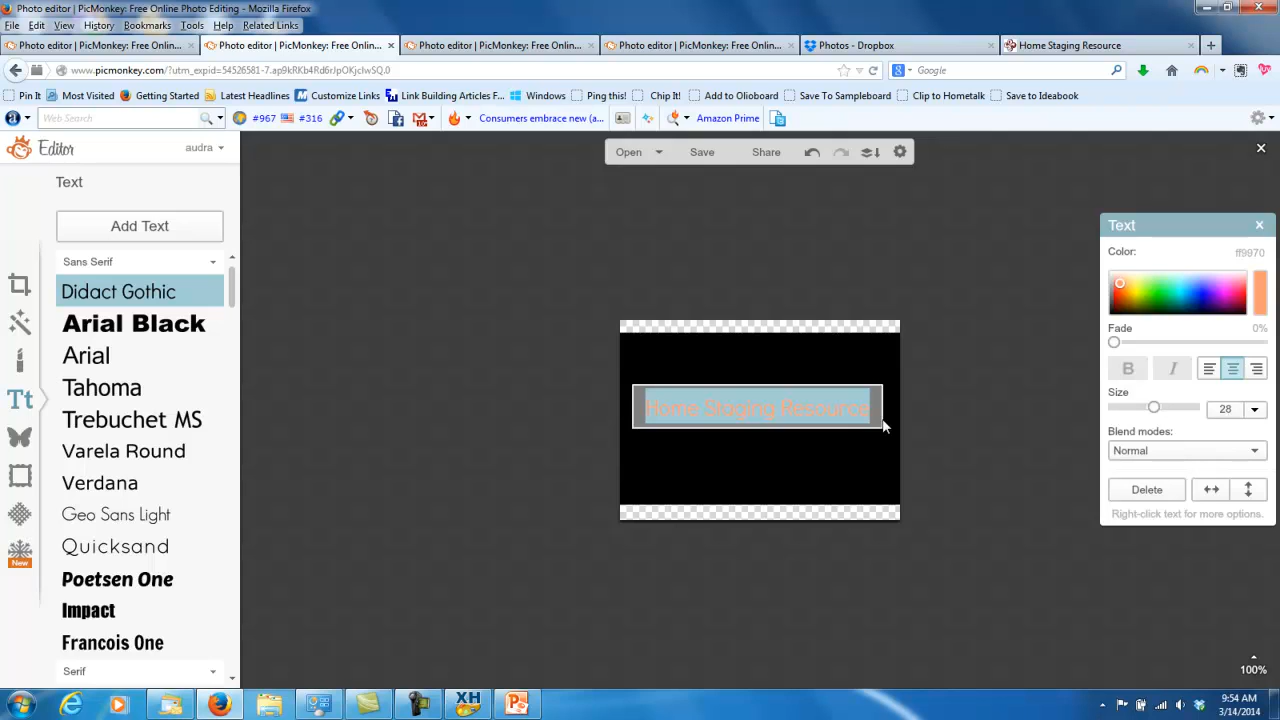 Photo editor | PicMonkey: Free Online Photo Editing - Mozilla Firefox
File Edit View History Bookmarks Tools Help Related Links
Photo editor | PicMonkey: Free Onlin... × Photo editor | PicMonkey: Free Onlin... × Photo editor | PicMonkey: Free Onlin... × Photo editor | PicMonkey: Free Onlin... × Photos - Dropbox × Home Staging Resource × +
www.picmonkey.com/?utm_expid=54526581-7.ap9kRKb4Rd6rJpOKjclwSQ.0 Google
Pin It Most Visited Getting Started Latest Headlines Customize Links Link Building Articles F... Windows Ping this! Chip It! Add to Olioboard Save To Sampleboard Clip to Hometalk Save to Ideabook
Web Search #967 #316 Consumers embrace new (a... Amazon Prime
Editor audra
Open Save Share
Text
Add Text
Sans Serif
Didact Gothic
Arial Black
Arial
Tahoma
Trebuchet MS
Varela Round
Verdana
Geo Sans Light
Quicksand
Poetsen One
Impact
Francois One
Serif
New
Home Staging Resource
Text ×
Color: ff9970
Fade 0%
B I
Size
28
Blend modes:
Normal
Delete
Right-click text for more options.
100%
9:54 AM
3/14/2014